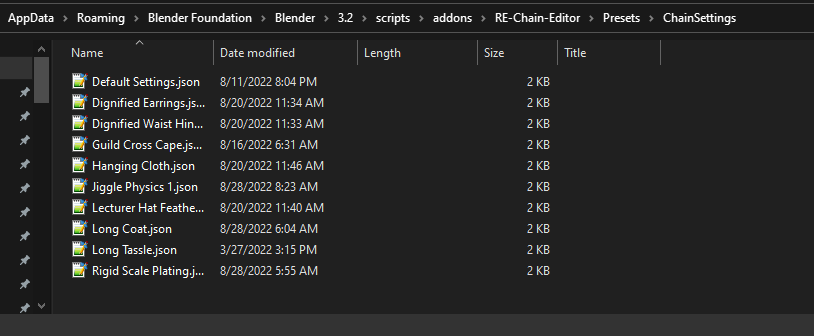 AppData > Roaming > Blender Foundation > Blender > 3.2 > scripts > addons > RE-Chain-Editor > Presets > ChainSettings
Name Date modified Length Size Title
Default Settings.json 8/11/2022 8:04 PM 2 KB
Dignified Earrings.js... 8/20/2022 11:34 AM 2 KB
Dignified Waist Hin... 8/20/2022 11:33 AM 2 KB
Guild Cross Cape.js... 8/16/2022 6:31 AM 2 KB
Hanging Cloth.json 8/20/2022 11:46 AM 2 KB
Jiggle Physics 1.json 8/28/2022 8:23 AM 2 KB
Lecturer Hat Feathe... 8/20/2022 11:40 AM 2 KB
Long Coat.json 8/28/2022 6:04 AM 2 KB
Long Tassle.json 3/27/2022 3:15 PM 2 KB
Rigid Scale Plating.j... 8/28/2022 5:55 AM 2 KB